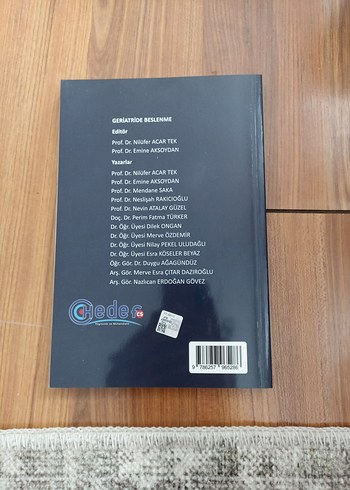 GERİATRİDE BESLENME
Editör
Prof. Dr. Nilüfer ACAR TEK
Prof. Dr. Emine AKSOYDAN
Yazarlar
Prof. Dr. Nilüfer ACAR TEK
Prof. Dr. Emine AKSOYDAN
Prof. Dr. Mendane SAKA
Prof. Dr. Neslişah RAKICIOĞLU
Prof. Dr. Nevin ATALAY GÜZEL
Doç. Dr. Perim Fatma TÜRKER
Dr. Öğr. Üyesi Dilek ONGAN
Dr. Öğr. Üyesi Merve ÖZDEMİR
Dr. Öğr. Üyesi Nilay PEKEL ULUDAĞLI
Dr. Öğr. Üyesi Esra KÖSELER BEYAZ
Öğr. Gör. Dr. Duygu AĞAGÜNDÜZ
Arş. Gör. Merve Esra ÇITAR DAZIROĞLU
Arş. Gör. Nazlıcan ERDOĞAN GÖVEZ
Hedef CS
9 786257 965286